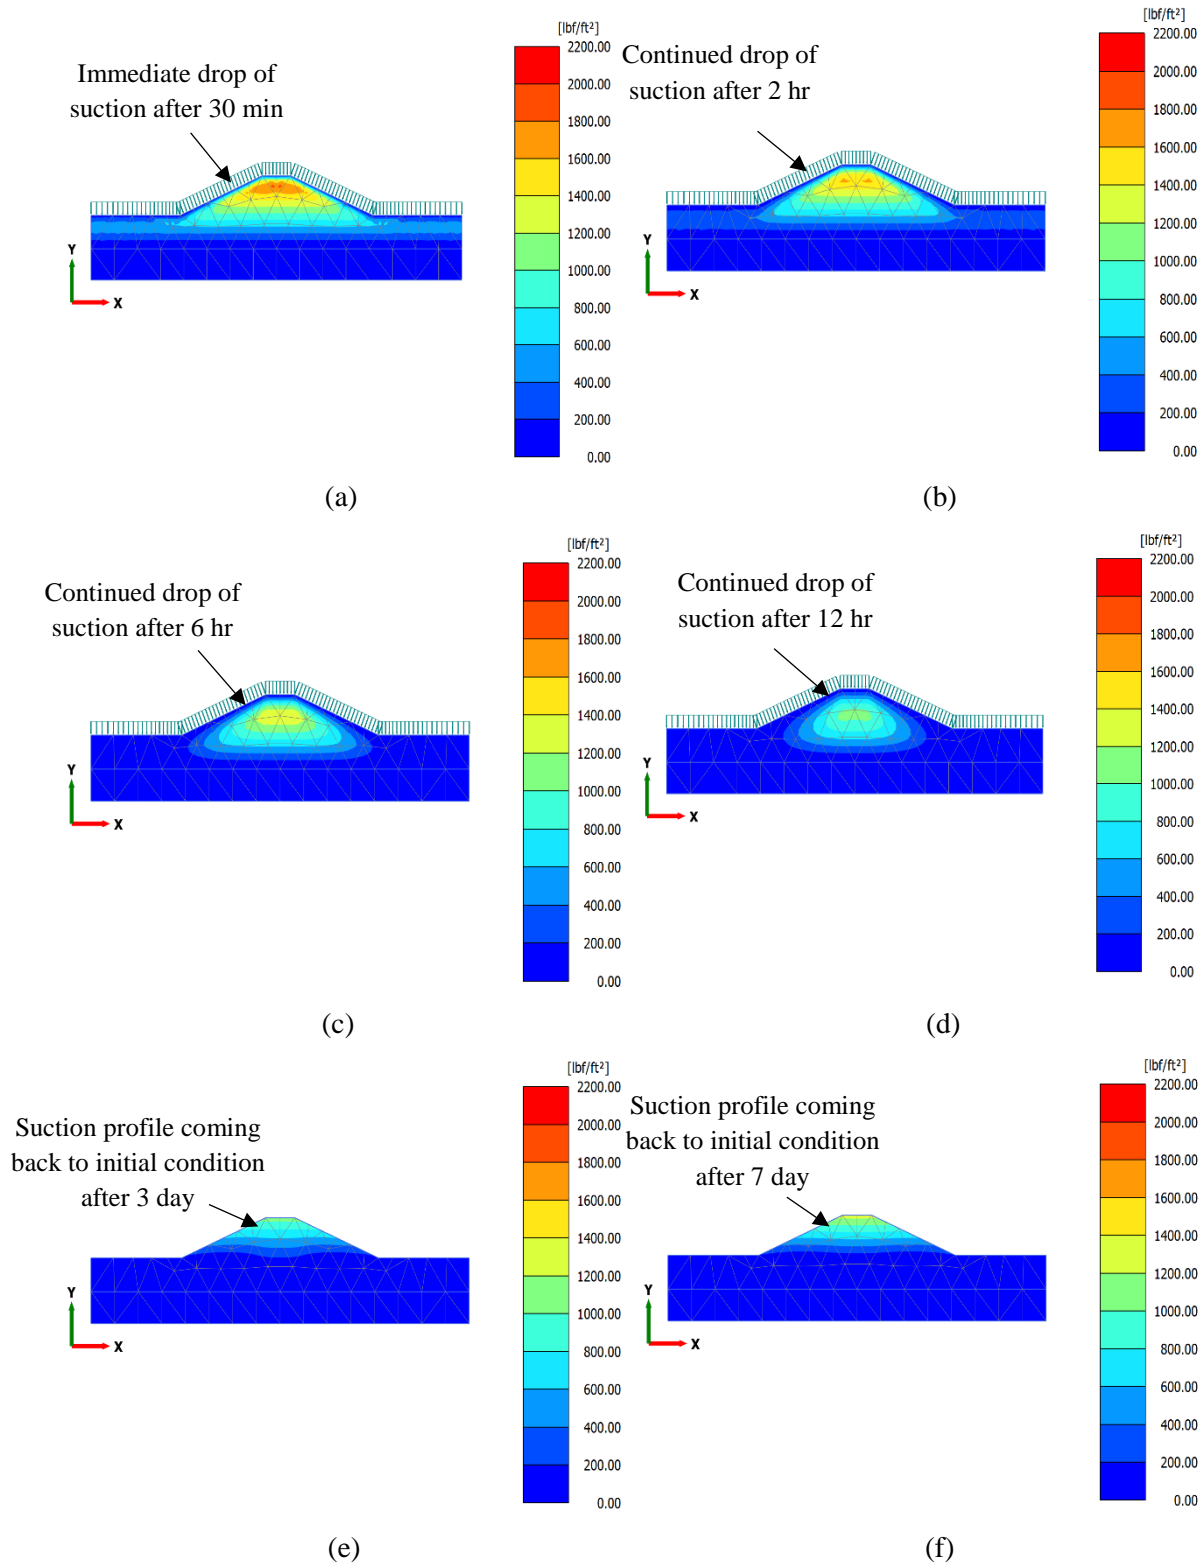 [lbf/ft²]
2200.00
2000.00
1800.00
1600.00
1400.00
1200.00
1000.00
800.00
600.00
400.00
200.00
0.00
Immediate drop of
suction after 30 min
Y
X
(a)
[lbf/ft²]
2200.00
2000.00
1800.00
1600.00
1400.00
1200.00
1000.00
800.00
600.00
400.00
200.00
0.00
Continued drop of
suction after 2 hr
Y
X
(b)
[lbf/ft²]
2200.00
2000.00
1800.00
1600.00
1400.00
1200.00
1000.00
800.00
600.00
400.00
200.00
0.00
Continued drop of
suction after 6 hr
Y
X
(c)
[lbf/ft²]
2200.00
2000.00
1800.00
1600.00
1400.00
1200.00
1000.00
800.00
600.00
400.00
200.00
0.00
Continued drop of
suction after 12 hr
Y
X
(d)
[lbf/ft²]
2200.00
2000.00
1800.00
1600.00
1400.00
1200.00
1000.00
800.00
600.00
400.00
200.00
0.00
Suction profile coming
back to initial condition
after 3 day
Y
X
(e)
[lbf/ft²]
2200.00
2000.00
1800.00
1600.00
1400.00
1200.00
1000.00
800.00
600.00
400.00
200.00
0.00
Suction profile coming
back to initial condition
after 7 day
Y
X
(f)